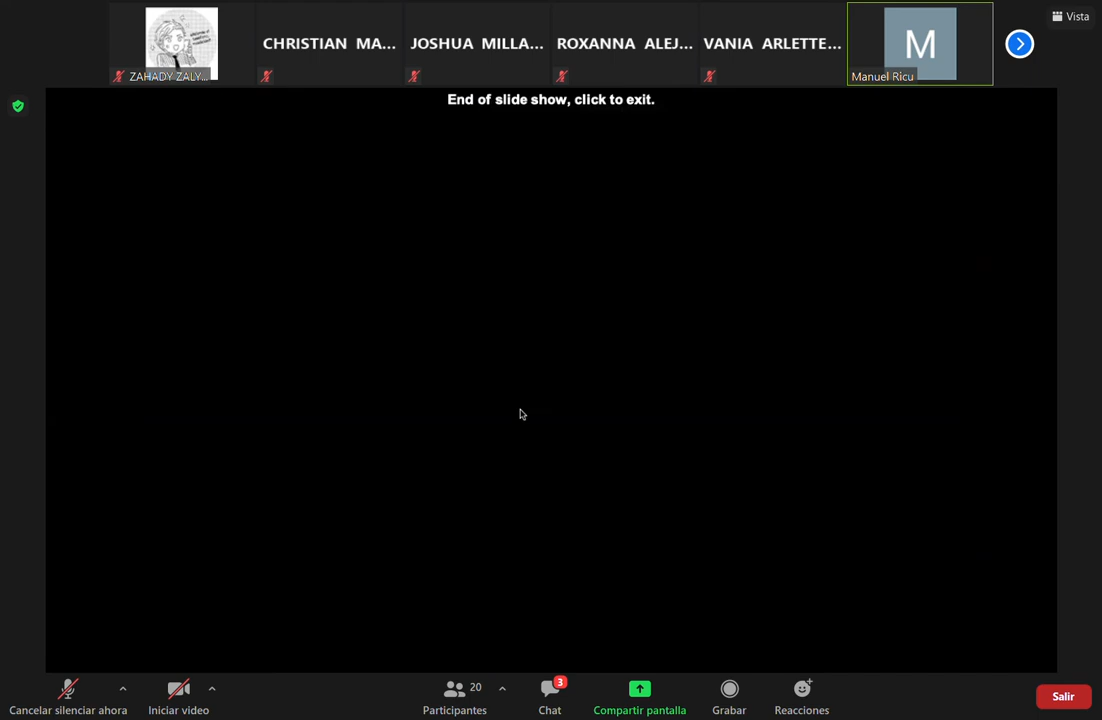 Vista
ZAHADY ZALY...
CHRISTIAN MA...
JOSHUA MILLA...
ROXANNA ALEJ...
VANIA ARLETTE...
M
Manuel Ricu
End of slide show, click to exit.
Cancelar silenciar ahora
Iniciar video
20
Participantes
3
Chat
Compartir pantalla
Grabar
Reacciones
Salir